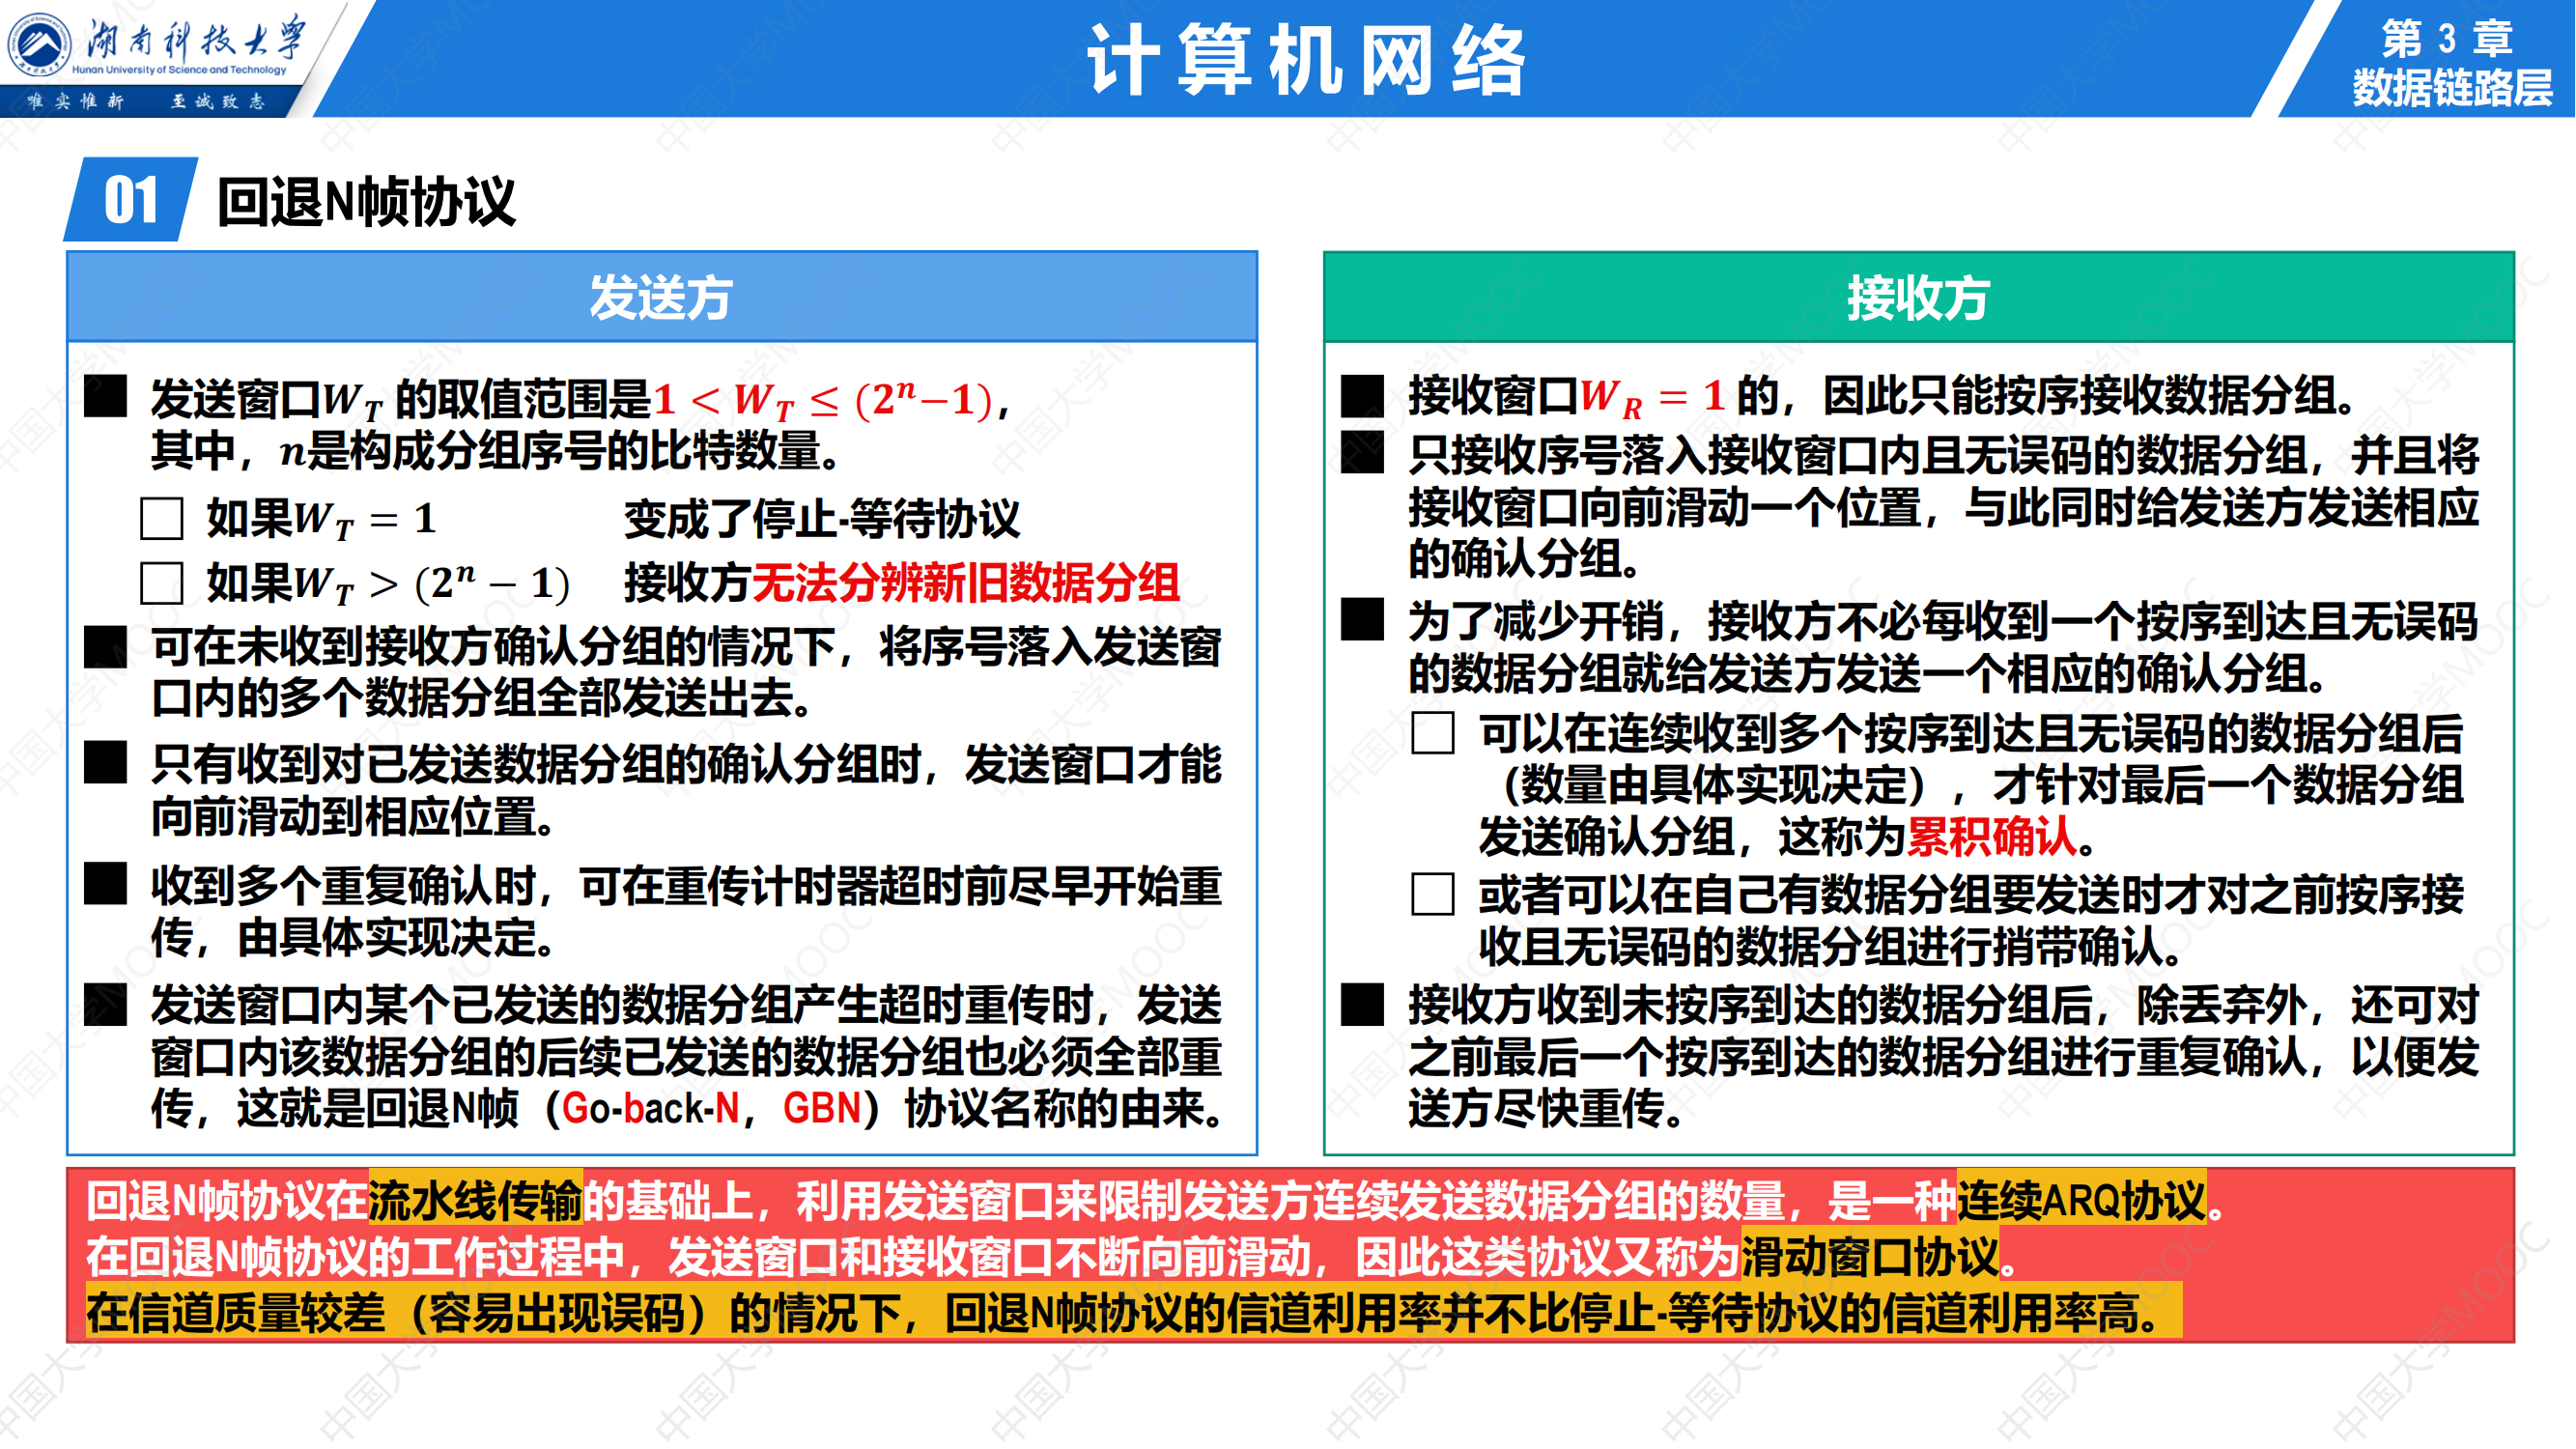 湖南科技大学
Hunan University of Science and Technology
唯实惟新 至诚致志
计算机网络
第 3 章
数据链路层
01 回退N帧协议
发送方
发送窗口W_T 的取值范围是1 < W_T ≤ (2^n−1),
其中，n是构成分组序号的比特数量。
如果W_T = 1 变成了停止-等待协议
如果W_T > (2^n − 1) 接收方无法分辨新旧数据分组
可在未收到接收方确认分组的情况下，将序号落入发送窗
口内的多个数据分组全部发送出去。
只有收到对已发送数据分组的确认分组时，发送窗口才能
向前滑动到相应位置。
收到多个重复确认时，可在重传计时器超时前尽早开始重
传，由具体实现决定。
发送窗口内某个已发送的数据分组产生超时重传时，发送
窗口内该数据分组的后续已发送的数据分组也必须全部重
传，这就是回退N帧（Go-back-N，GBN）协议名称的由来。
接收方
接收窗口W_R = 1 的，因此只能按序接收数据分组。
只接收序号落入接收窗口内且无误码的数据分组，并且将
接收窗口向前滑动一个位置，与此同时给发送方发送相应
的确认分组。
为了减少开销，接收方不必每收到一个按序到达且无误码
的数据分组就给发送方发送一个相应的确认分组。
可以在连续收到多个按序到达且无误码的数据分组后
（数量由具体实现决定），才针对最后一个数据分组
发送确认分组，这称为累积确认。
或者可以在自己有数据分组要发送时才对之前按序接
收且无误码的数据分组进行捎带确认。
接收方收到未按序到达的数据分组后，除丢弃外，还可对
之前最后一个按序到达的数据分组进行重复确认，以便发
送方尽快重传。
回退N帧协议在流水线传输的基础上，利用发送窗口来限制发送方连续发送数据分组的数量，是一种连续ARQ协议。
在回退N帧协议的工作过程中，发送窗口和接收窗口不断向前滑动，因此这类协议又称为滑动窗口协议。
在信道质量较差（容易出现误码）的情况下，回退N帧协议的信道利用率并不比停止-等待协议的信道利用率高。
中国大学MOOC